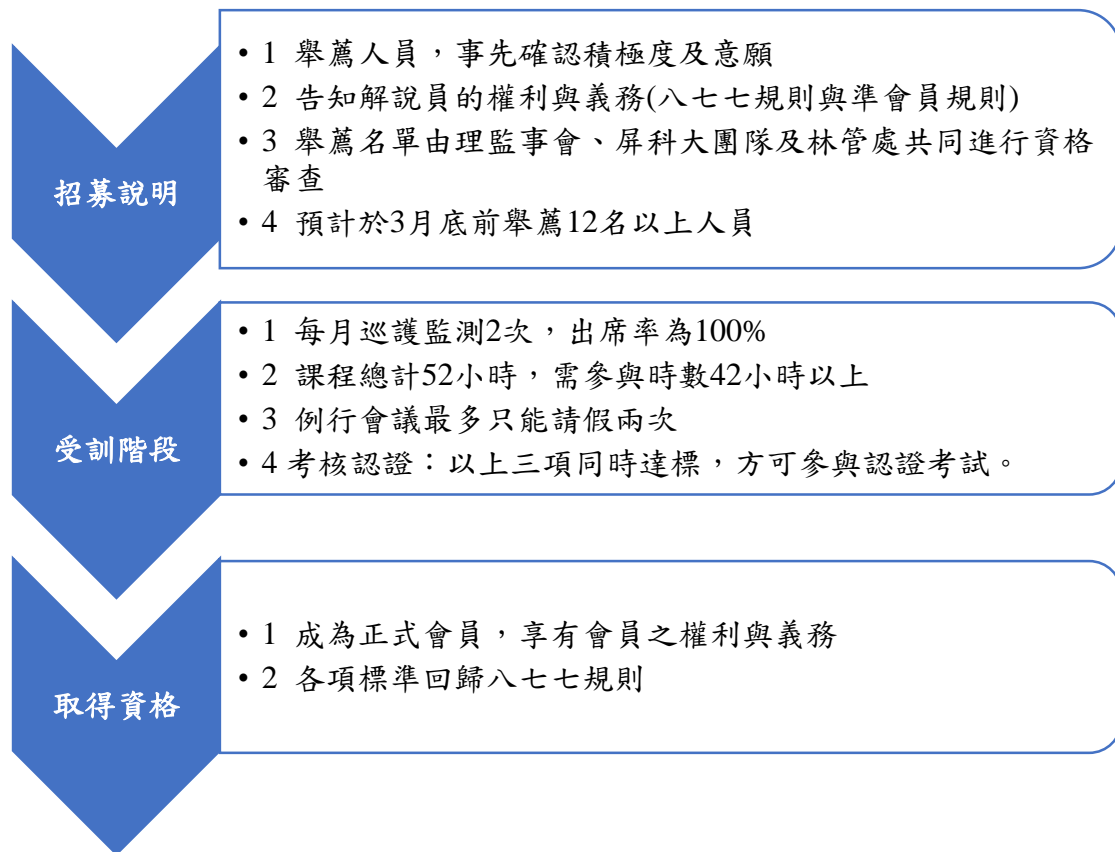 招募說明
• 1 舉薦人員，事先確認積極度及意願
• 2 告知解說員的權利與義務(八七七規則與準會員規則)
• 3 舉薦名單由理監事會、屏科大團隊及林管處共同進行資格
審查
• 4 預計於3月底前舉薦12名以上人員
受訓階段
• 1 每月巡護監測2次，出席率為100%
• 2 課程總計52小時，需參與時數42小時以上
• 3 例行會議最多只能請假兩次
• 4 考核認證：以上三項同時達標，方可參與認證考試。
取得資格
• 1 成為正式會員，享有會員之權利與義務
• 2 各項標準回歸八七七規則